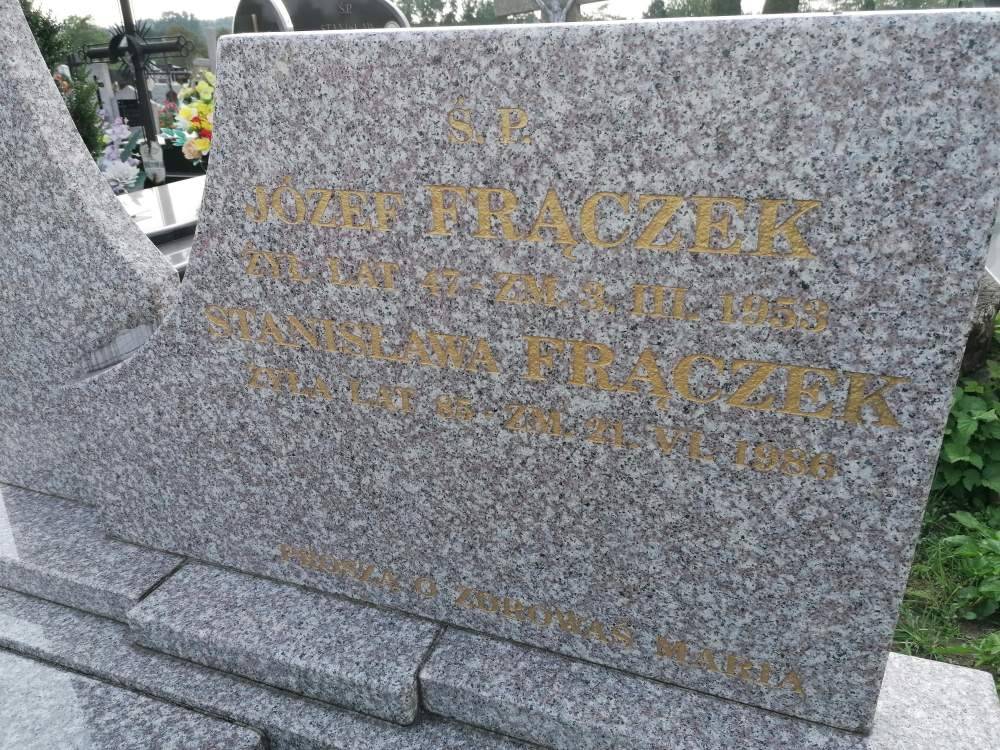 Ś.P.
STANISŁAW
Ś. P.
JÓZEF FRĄCZEK
ŻYŁ LAT 47 - ZM. 3. III. 1953
STANISŁAWA FRĄCZEK
ŻYŁA LAT 85 - ZM. 21. VI. 1986
PROSZĄ O ZDROWAŚ MARIA